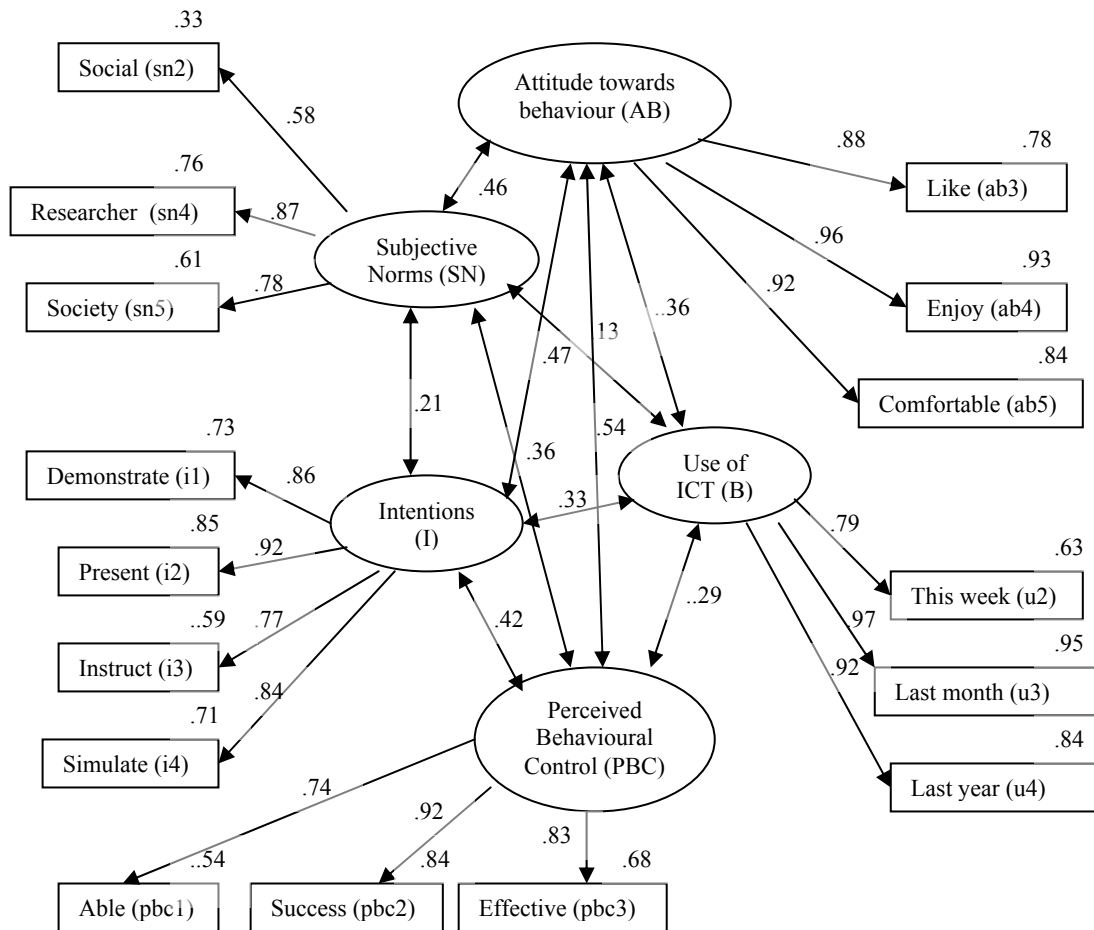 .33
Social (sn2)
Attitude towards
behaviour (AB)
.58
.88
.78
Like (ab3)
.76
.46
Researcher (sn4)
.87
Subjective
Norms (SN)
.96
.61
.93
.92
Society (sn5)
.78
Enjoy (ab4)
..36
.13
.47
.84
Comfortable (ab5)
.21
.73
.54
.36
Demonstrate (i1)
.86
Use of
ICT (B)
Intentions
(I)
.33
.85
.79
.92
.63
Present (i2)
This week (u2)
..29
..59
.77
.42
.97
.95
Instruct (i3)
.92
Last month (u3)
.84
.71
Perceived
Behavioural
Control (PBC)
.84
Simulate (i4)
Last year (u4)
.74
.92
.83
..54
.84
.68
Able (pbc1)
Success (pbc2)
Effective (pbc3)